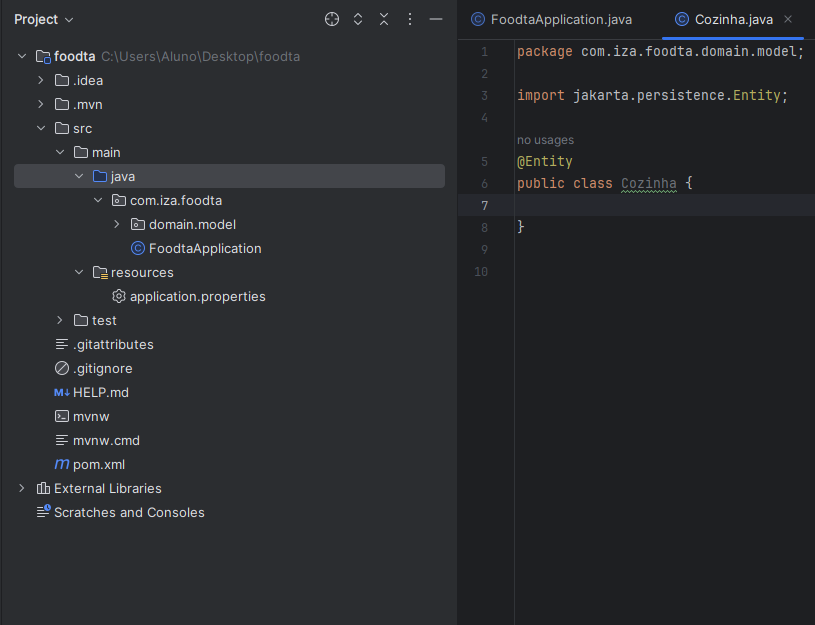 Project
foodta C:\Users\Aluno\Desktop\foodta
.idea
.mvn
src
main
java
com.iza.foodta
domain.model
FoodtaApplication
resources
application.properties
test
.gitattributes
.gitignore
M↓ HELP.md
mvnw
mvnw.cmd
m pom.xml
External Libraries
Scratches and Consoles
FoodtaApplication.java
Cozinha.java
1 package com.iza.foodta.domain.model;
2
3 import jakarta.persistence.Entity;
4
no usages
5 @Entity
6 public class Cozinha {
7
8 }
9
10